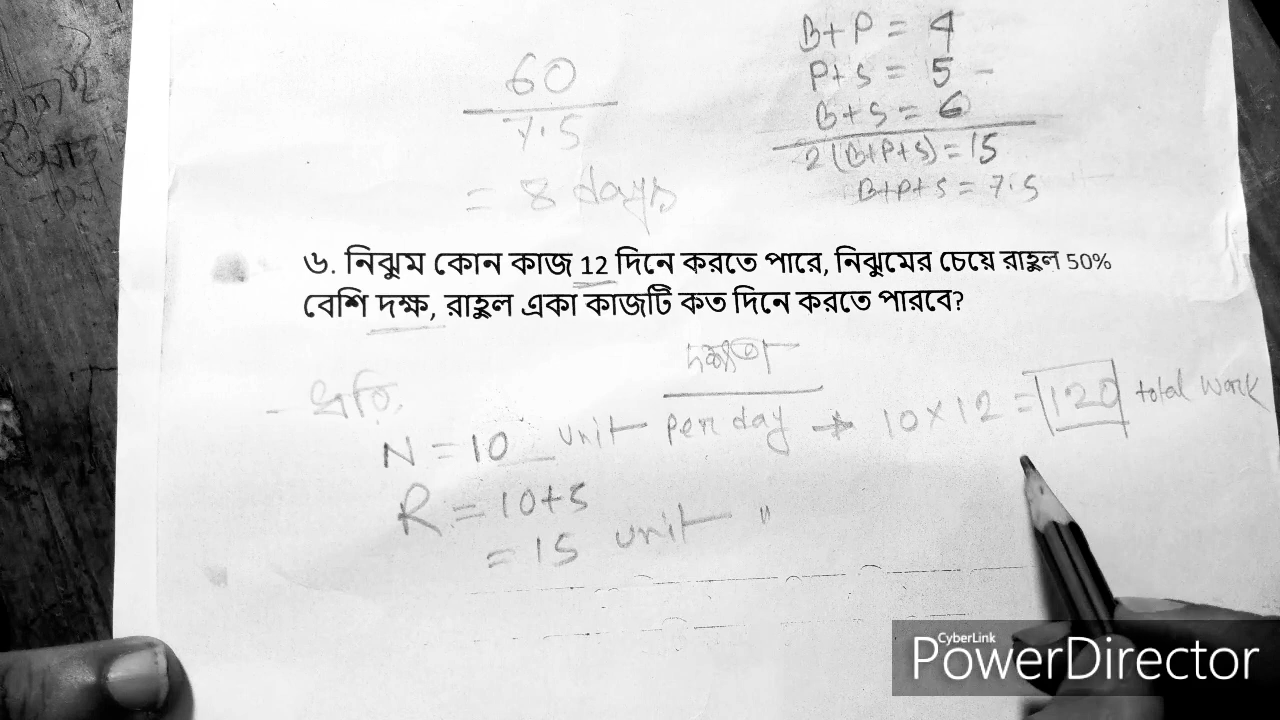 B+P = 4
60
P+S = 5 -
7.5
B+S = 6
2(B+P+S) = 15
= 8 days
B+P+S = 7.5
৬. নিঝুম কোন কাজ 12 দিনে করতে পারে, নিঝুমের চেয়ে রাহুল 50%
বেশি দক্ষ, রাহুল একা কাজটি কত দিনে করতে পারবে?
দক্ষতা
- ধরি,
N = 10 unit per day → 10 × 12 = 120 total work
R = 10+5
= 15 unit "
CyberLink
PowerDirector